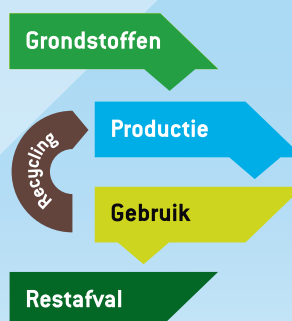 Grondstoffen
Productie
Recycling
Gebruik
Restafval